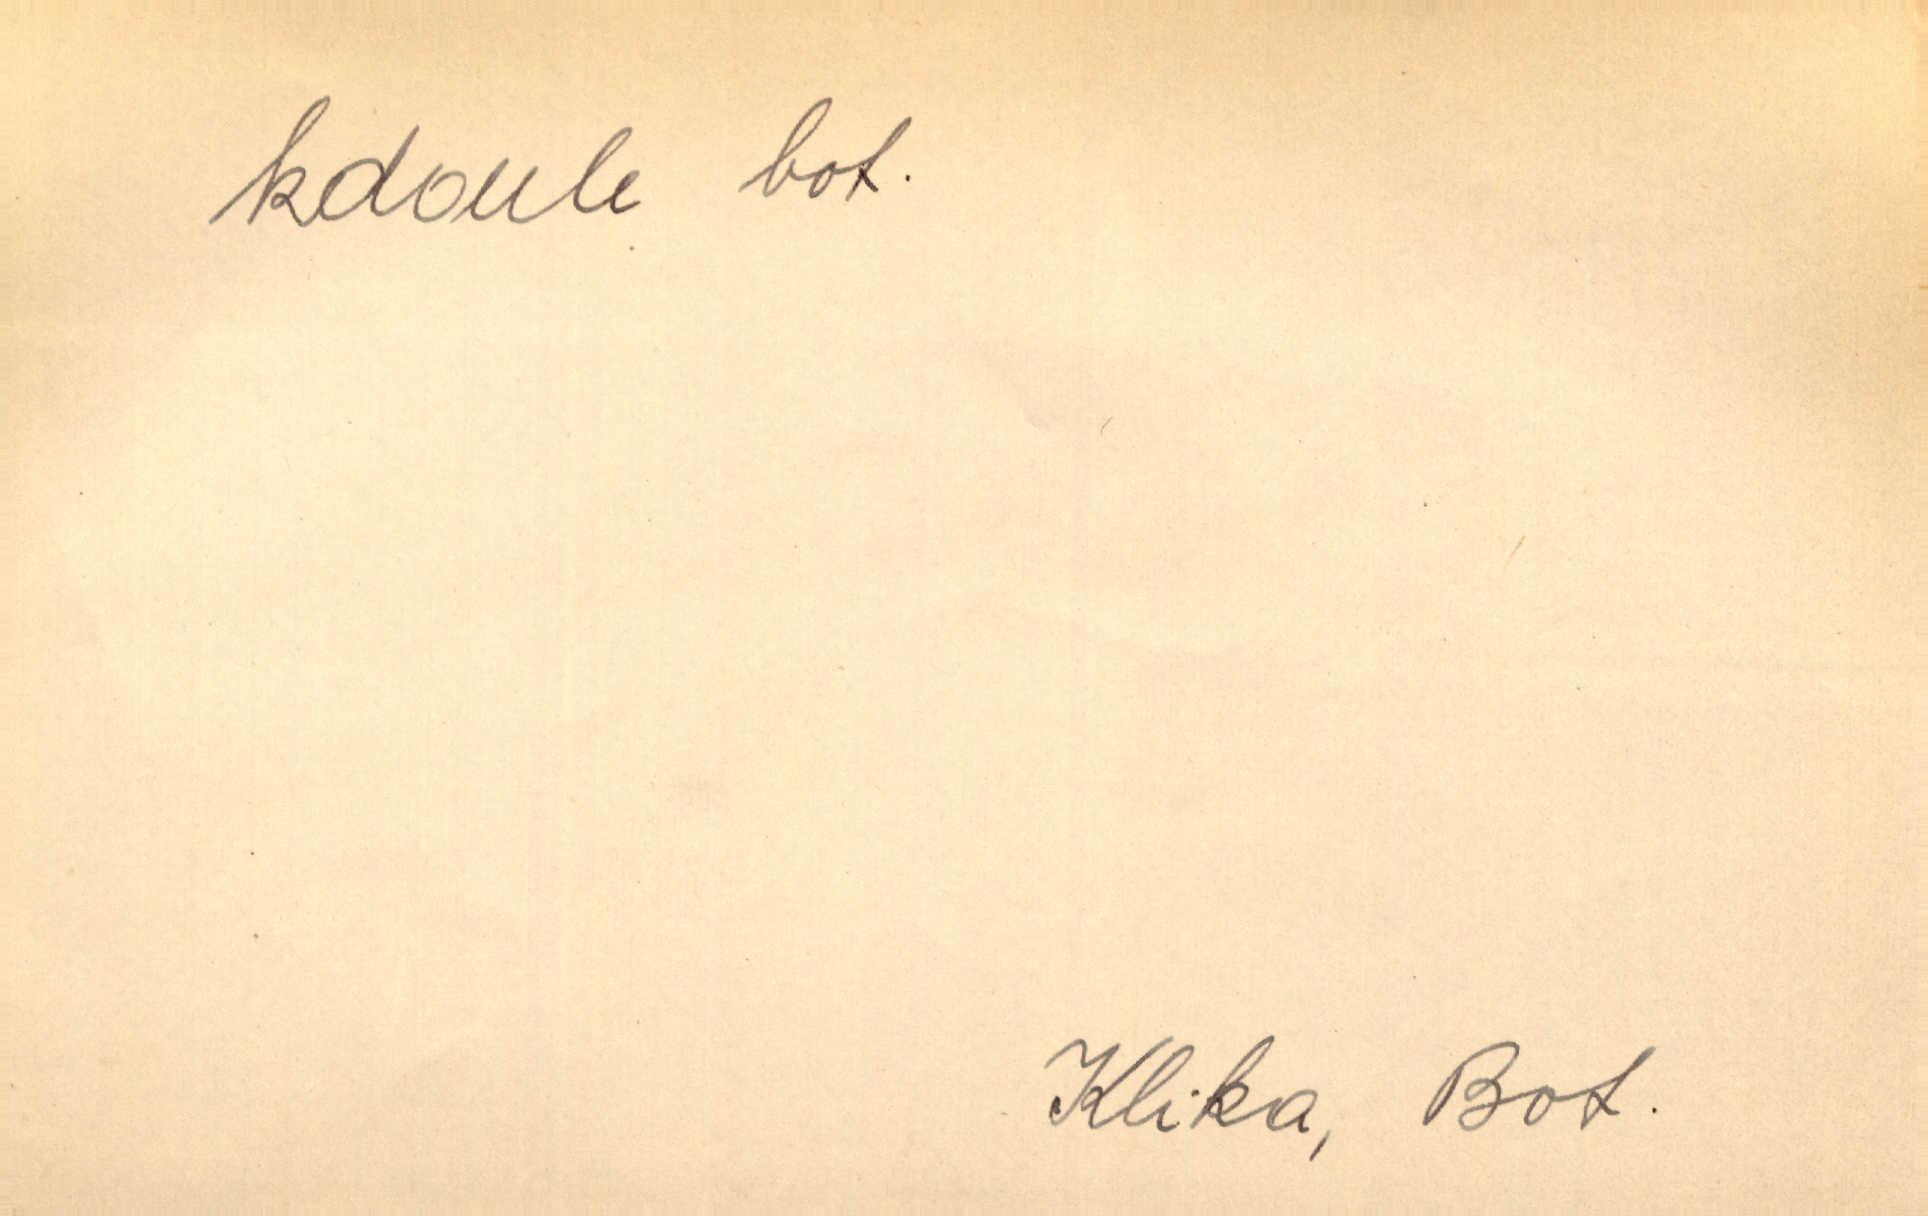 kdoule bot.
Klika, Bot.